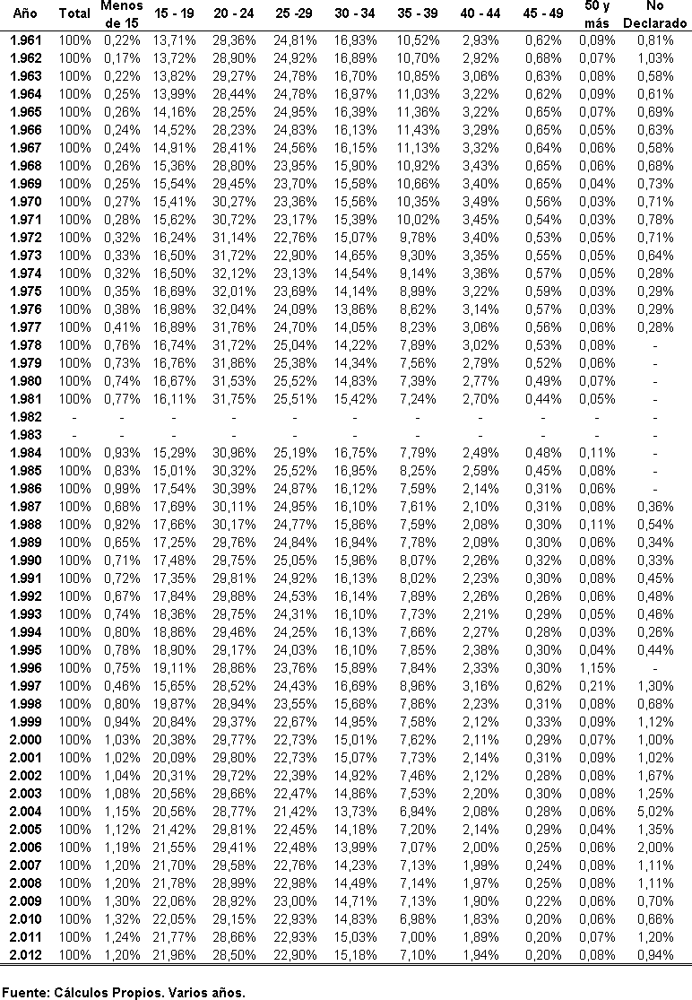 Año Total Menos de 15 15 - 19 20 - 24 25 -29 30 - 34 35 - 39 40 - 44 45 - 49 50 y más No Declarado
1.961 100% 0,22% 13,71% 29,36% 24,81% 16,93% 10,52% 2,93% 0,62% 0,09% 0,81%
1.962 100% 0,17% 13,72% 28,90% 24,92% 16,89% 10,70% 2,92% 0,68% 0,07% 1,03%
1.963 100% 0,22% 13,82% 29,27% 24,78% 16,70% 10,85% 3,06% 0,63% 0,08% 0,58%
1.964 100% 0,25% 13,99% 28,44% 24,78% 16,97% 11,03% 3,22% 0,62% 0,09% 0,61%
1.965 100% 0,26% 14,16% 28,25% 24,95% 16,39% 11,36% 3,22% 0,65% 0,07% 0,69%
1.966 100% 0,24% 14,52% 28,23% 24,83% 16,13% 11,43% 3,29% 0,65% 0,05% 0,63%
1.967 100% 0,24% 14,91% 28,41% 24,56% 16,15% 11,13% 3,32% 0,64% 0,06% 0,58%
1.968 100% 0,26% 15,36% 28,80% 23,95% 15,90% 10,92% 3,43% 0,65% 0,06% 0,68%
1.969 100% 0,25% 15,54% 29,45% 23,70% 15,58% 10,66% 3,40% 0,65% 0,04% 0,73%
1.970 100% 0,27% 15,41% 30,27% 23,36% 15,56% 10,35% 3,49% 0,56% 0,03% 0,71%
1.971 100% 0,28% 15,62% 30,72% 23,17% 15,39% 10,02% 3,45% 0,54% 0,03% 0,78%
1.972 100% 0,32% 16,24% 31,14% 22,76% 15,07% 9,78% 3,40% 0,53% 0,05% 0,71%
1.973 100% 0,33% 16,50% 31,72% 22,90% 14,65% 9,30% 3,35% 0,55% 0,05% 0,64%
1.974 100% 0,32% 16,50% 32,12% 23,13% 14,54% 9,14% 3,36% 0,57% 0,05% 0,28%
1.975 100% 0,35% 16,69% 32,01% 23,69% 14,14% 8,99% 3,22% 0,59% 0,03% 0,29%
1.976 100% 0,38% 16,98% 32,04% 24,09% 13,86% 8,62% 3,14% 0,57% 0,03% 0,29%
1.977 100% 0,41% 16,89% 31,76% 24,70% 14,05% 8,23% 3,06% 0,56% 0,06% 0,28%
1.978 100% 0,76% 16,74% 31,72% 25,04% 14,22% 7,89% 3,02% 0,53% 0,08% -
1.979 100% 0,73% 16,76% 31,86% 25,38% 14,34% 7,56% 2,79% 0,52% 0,06% -
1.980 100% 0,74% 16,67% 31,53% 25,52% 14,83% 7,39% 2,77% 0,49% 0,07% -
1.981 100% 0,77% 16,11% 31,75% 25,51% 15,42% 7,24% 2,70% 0,44% 0,05% -
1.982 - - - - - - - - - - -
1.983 - - - - - - - - - - -
1.984 100% 0,93% 15,29% 30,96% 25,19% 16,75% 7,79% 2,49% 0,48% 0,11% -
1.985 100% 0,83% 15,01% 30,32% 25,52% 16,95% 8,25% 2,59% 0,45% 0,08% -
1.986 100% 0,99% 17,54% 30,39% 24,87% 16,12% 7,59% 2,14% 0,31% 0,06% -
1.987 100% 0,68% 17,69% 30,11% 24,95% 16,10% 7,61% 2,10% 0,31% 0,08% 0,36%
1.988 100% 0,92% 17,66% 30,17% 24,77% 15,86% 7,59% 2,08% 0,30% 0,11% 0,54%
1.989 100% 0,65% 17,25% 29,76% 24,84% 16,94% 7,78% 2,09% 0,30% 0,06% 0,34%
1.990 100% 0,71% 17,48% 29,75% 25,05% 15,96% 8,07% 2,26% 0,32% 0,08% 0,33%
1.991 100% 0,72% 17,35% 29,81% 24,92% 16,13% 8,02% 2,23% 0,30% 0,08% 0,45%
1.992 100% 0,67% 17,84% 29,88% 24,53% 16,14% 7,89% 2,26% 0,26% 0,06% 0,48%
1.993 100% 0,74% 18,36% 29,75% 24,31% 16,10% 7,73% 2,21% 0,29% 0,05% 0,46%
1.994 100% 0,80% 18,86% 29,46% 24,25% 16,13% 7,66% 2,27% 0,28% 0,03% 0,26%
1.995 100% 0,78% 18,90% 29,17% 24,03% 16,10% 7,85% 2,38% 0,30% 0,04% 0,44%
1.996 100% 0,75% 19,11% 28,86% 23,76% 15,89% 7,84% 2,33% 0,30% 1,15% -
1.997 100% 0,46% 15,65% 28,52% 24,43% 16,69% 8,96% 3,16% 0,62% 0,21% 1,30%
1.998 100% 0,80% 19,87% 28,94% 23,55% 15,68% 7,86% 2,23% 0,31% 0,08% 0,68%
1.999 100% 0,94% 20,84% 29,37% 22,67% 14,95% 7,58% 2,12% 0,33% 0,09% 1,12%
2.000 100% 1,03% 20,38% 29,77% 22,73% 15,01% 7,62% 2,11% 0,29% 0,07% 1,00%
2.001 100% 1,02% 20,09% 29,80% 22,73% 15,07% 7,73% 2,14% 0,31% 0,09% 1,02%
2.002 100% 1,04% 20,31% 29,72% 22,39% 14,92% 7,46% 2,12% 0,28% 0,08% 1,67%
2.003 100% 1,08% 20,56% 29,66% 22,47% 14,86% 7,53% 2,20% 0,30% 0,08% 1,25%
2.004 100% 1,15% 20,56% 28,77% 21,42% 13,73% 6,94% 2,08% 0,28% 0,06% 5,02%
2.005 100% 1,12% 21,42% 29,81% 22,45% 14,18% 7,20% 2,14% 0,29% 0,04% 1,35%
2.006 100% 1,19% 21,55% 29,41% 22,48% 13,99% 7,07% 2,00% 0,25% 0,06% 2,00%
2.007 100% 1,20% 21,70% 29,58% 22,76% 14,23% 7,13% 1,99% 0,24% 0,08% 1,11%
2.008 100% 1,20% 21,78% 28,99% 22,98% 14,49% 7,14% 1,97% 0,25% 0,08% 1,11%
2.009 100% 1,30% 22,06% 28,92% 23,00% 14,71% 7,13% 1,90% 0,22% 0,06% 0,70%
2.010 100% 1,32% 22,05% 29,15% 22,93% 14,83% 6,98% 1,83% 0,20% 0,06% 0,66%
2.011 100% 1,24% 21,77% 28,66% 22,93% 15,03% 7,00% 1,89% 0,20% 0,07% 1,20%
2.012 100% 1,20% 21,96% 28,50% 22,90% 15,18% 7,10% 1,94% 0,20% 0,08% 0,94%
Fuente: Cálculos Propios. Varios años.